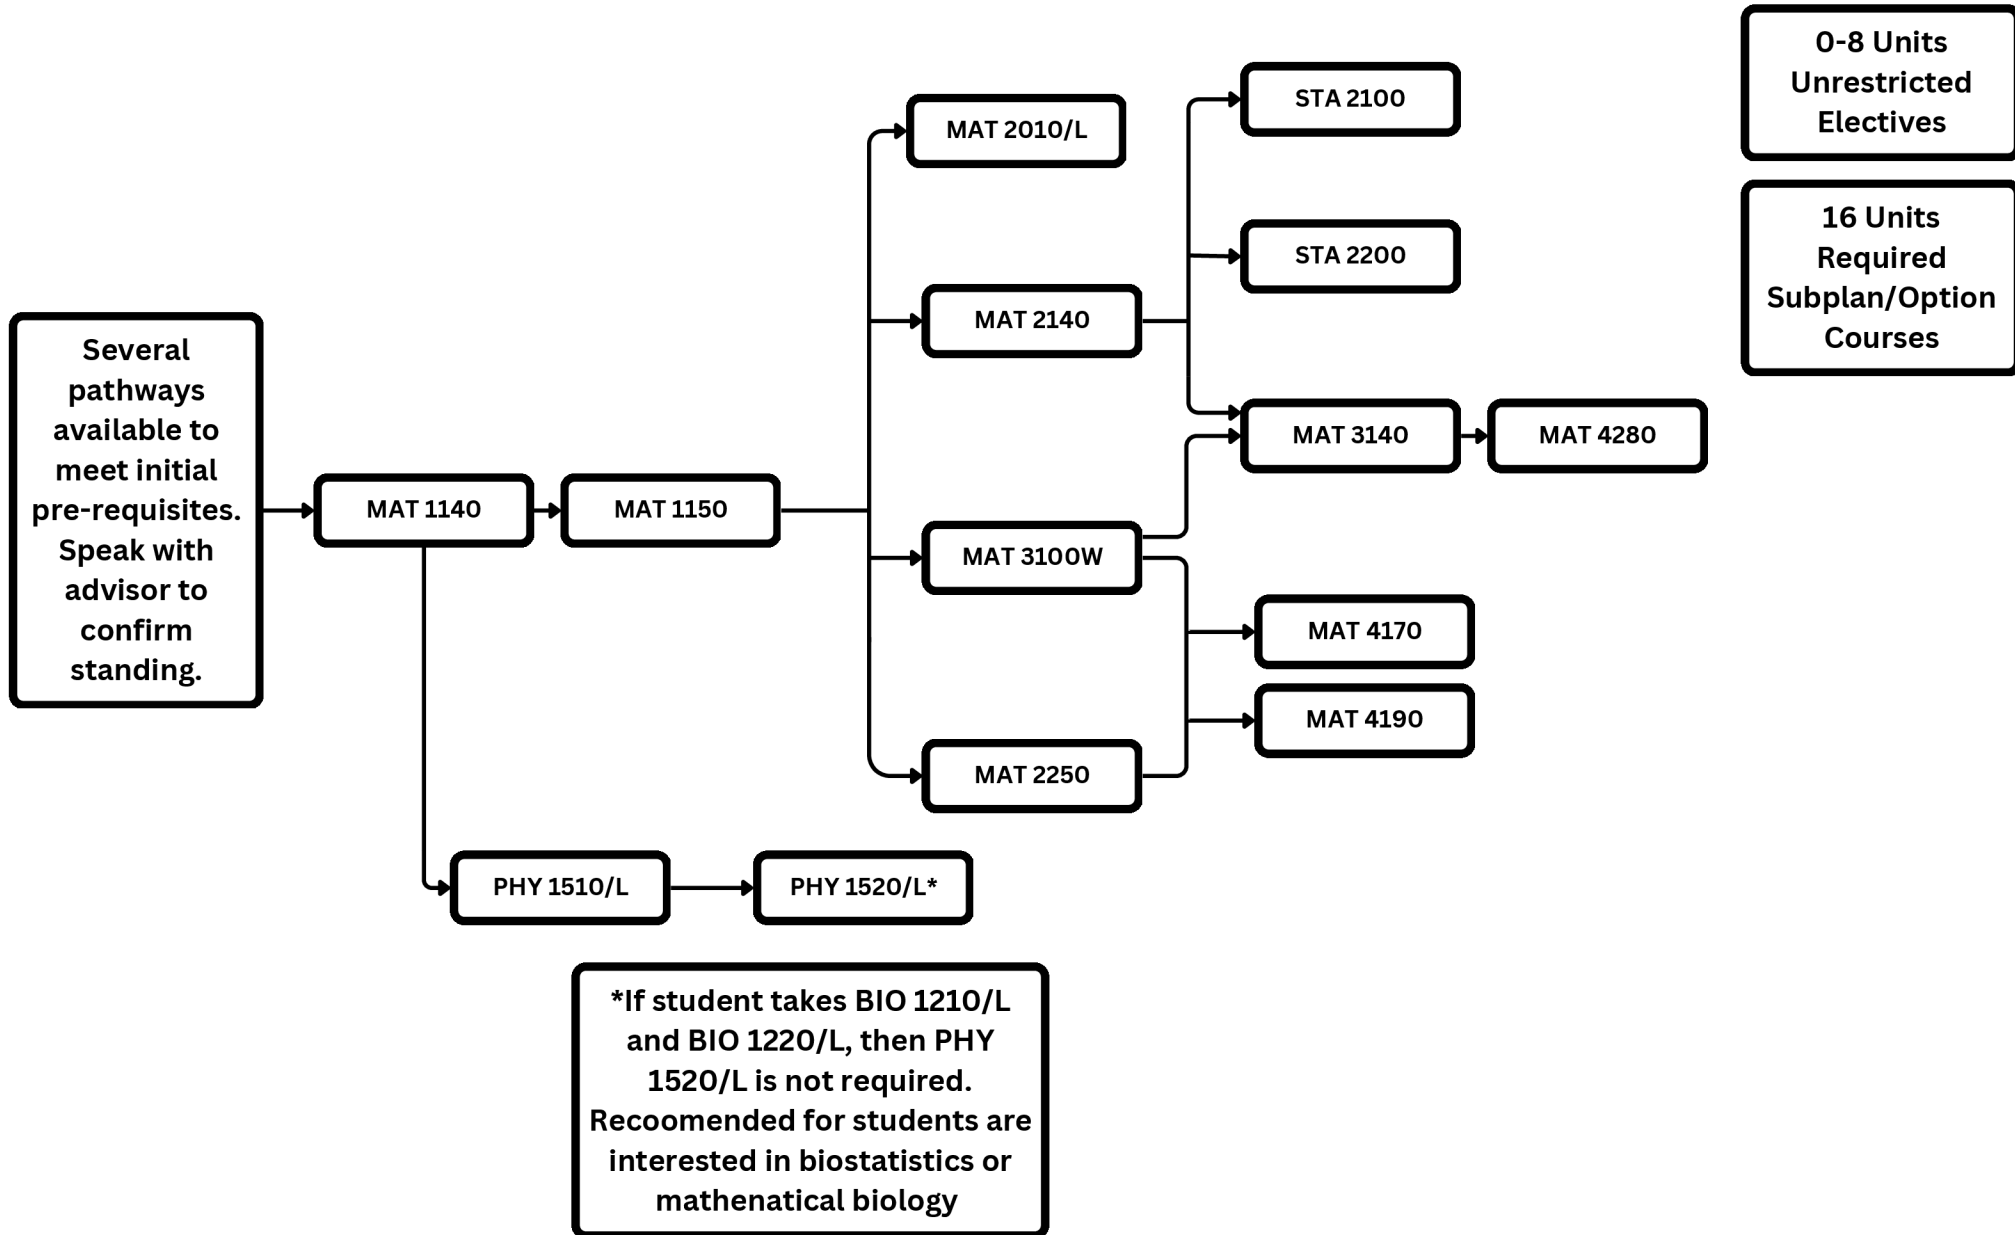 0-8 Units
Unrestricted
Electives
16 Units
Required
Subplan/Option
Courses
STA 2100
MAT 2010/L
STA 2200
MAT 2140
MAT 3140
MAT 4280
Several
pathways
available to
meet initial
pre-requisites.
Speak with
advisor to
confirm
standing.
MAT 1140
MAT 1150
MAT 3100W
MAT 4170
MAT 4190
MAT 2250
PHY 1510/L
PHY 1520/L*
*If student takes BIO 1210/L
and BIO 1220/L, then PHY
1520/L is not required.
Recoomended for students are
interested in biostatistics or
mathenatical biology